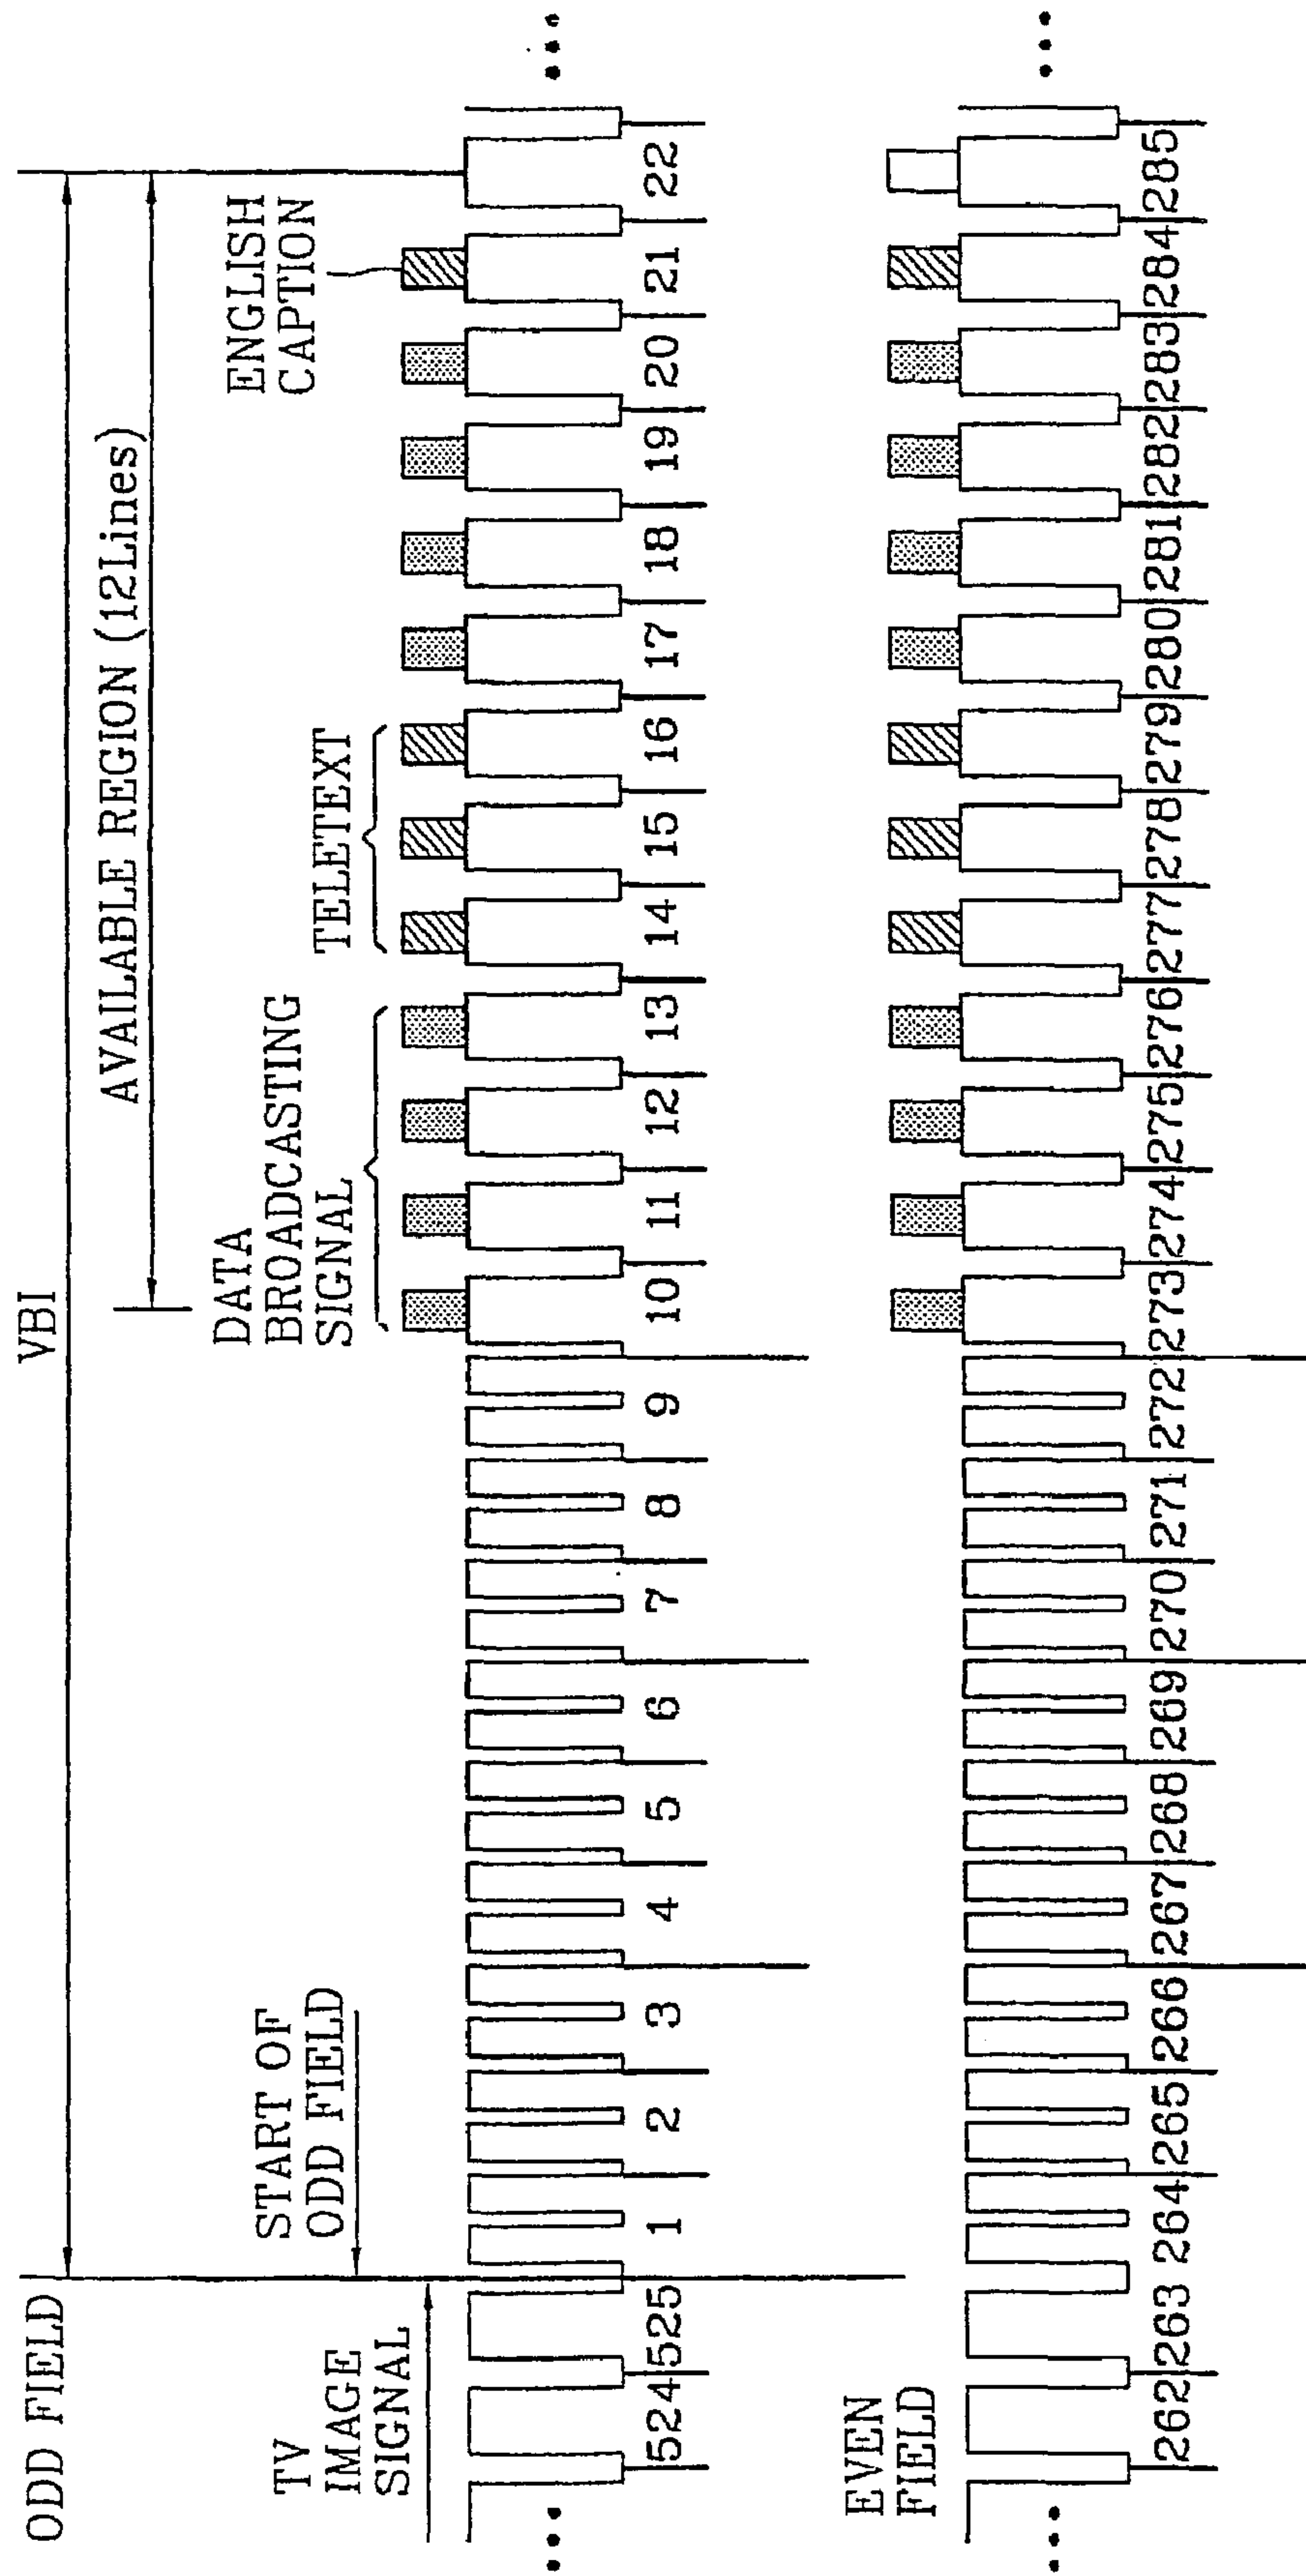 ODD FIELD
VBI
AVAILABLE REGION (12Lines)
TV
IMAGE
SIGNAL
START OF
ODD FIELD
DATA
BROADCASTING
SIGNAL
TELETEXT
ENGLISH
CAPTION
524 525 1 2 3 4 5 6 7 8 9 10 11 12 13 14 15 16 17 18 19 20 21 22
EVEN
FIELD
262 263 264 265 266 267 268 269 270 271 272 273 274 275 276 277 278 279 280 281 282 283 284 285